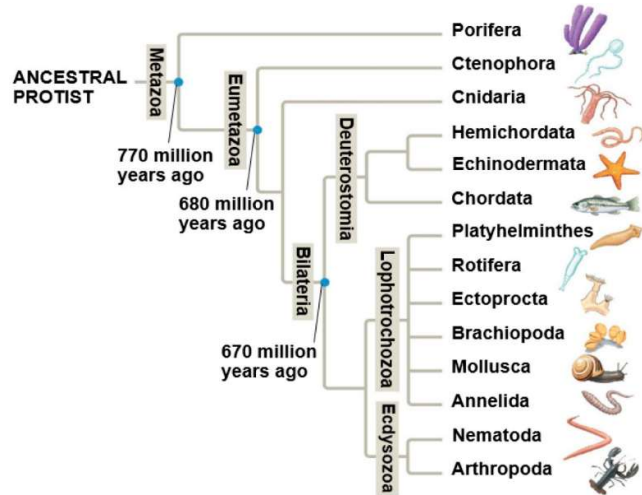 Porifera
Ctenophora
Metazoa
ANCESTRAL
PROTIST
Eumetazoa
Cnidaria
Hemichordata
Deuterostomia
770 million
years ago
Echinodermata
680 million
years ago
Chordata
Platyhelminthes
Bilateria
Lophotrochozoa
Rotifera
Ectoprocta
670 million
years ago
Brachiopoda
Mollusca
Annelida
Ecdysozoa
Nematoda
Arthropoda